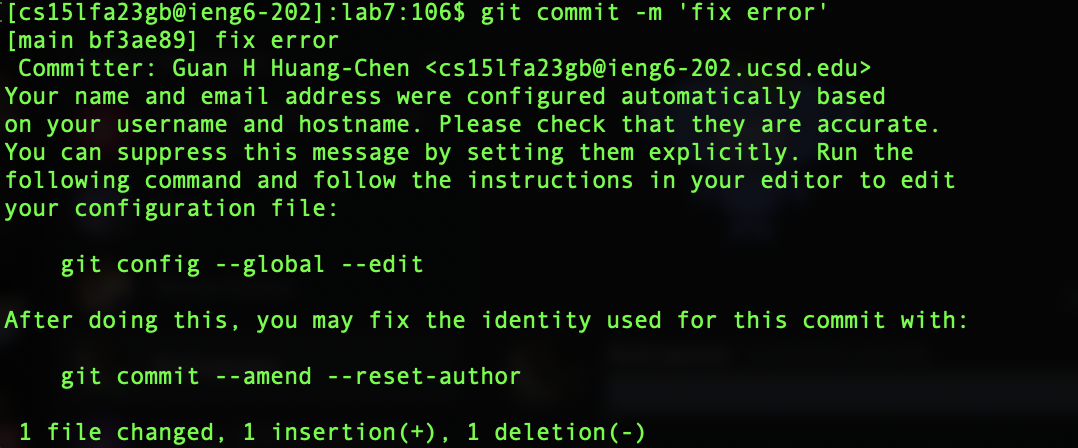 [cs15lfa23gb@ieng6-202]:lab7:106$ git commit -m 'fix error'
[main bf3ae89] fix error
 Committer: Guan H Huang-Chen <cs15lfa23gb@ieng6-202.ucsd.edu>
Your name and email address were configured automatically based
on your username and hostname. Please check that they are accurate.
You can suppress this message by setting them explicitly. Run the
following command and follow the instructions in your editor to edit
your configuration file:

    git config --global --edit

After doing this, you may fix the identity used for this commit with:

    git commit --amend --reset-author

 1 file changed, 1 insertion(+), 1 deletion(-)